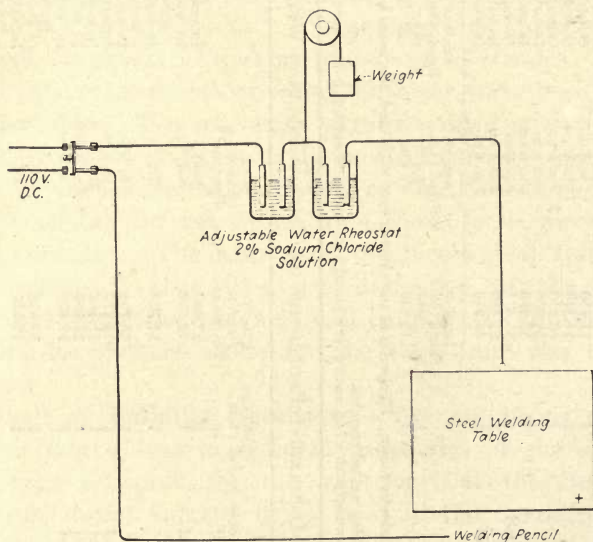 Weight
110 V.
D.C.
Adjustable Water Rheostat
2% Sodium Chloride
Solution
Steel Welding
Table
+
Welding Pencil